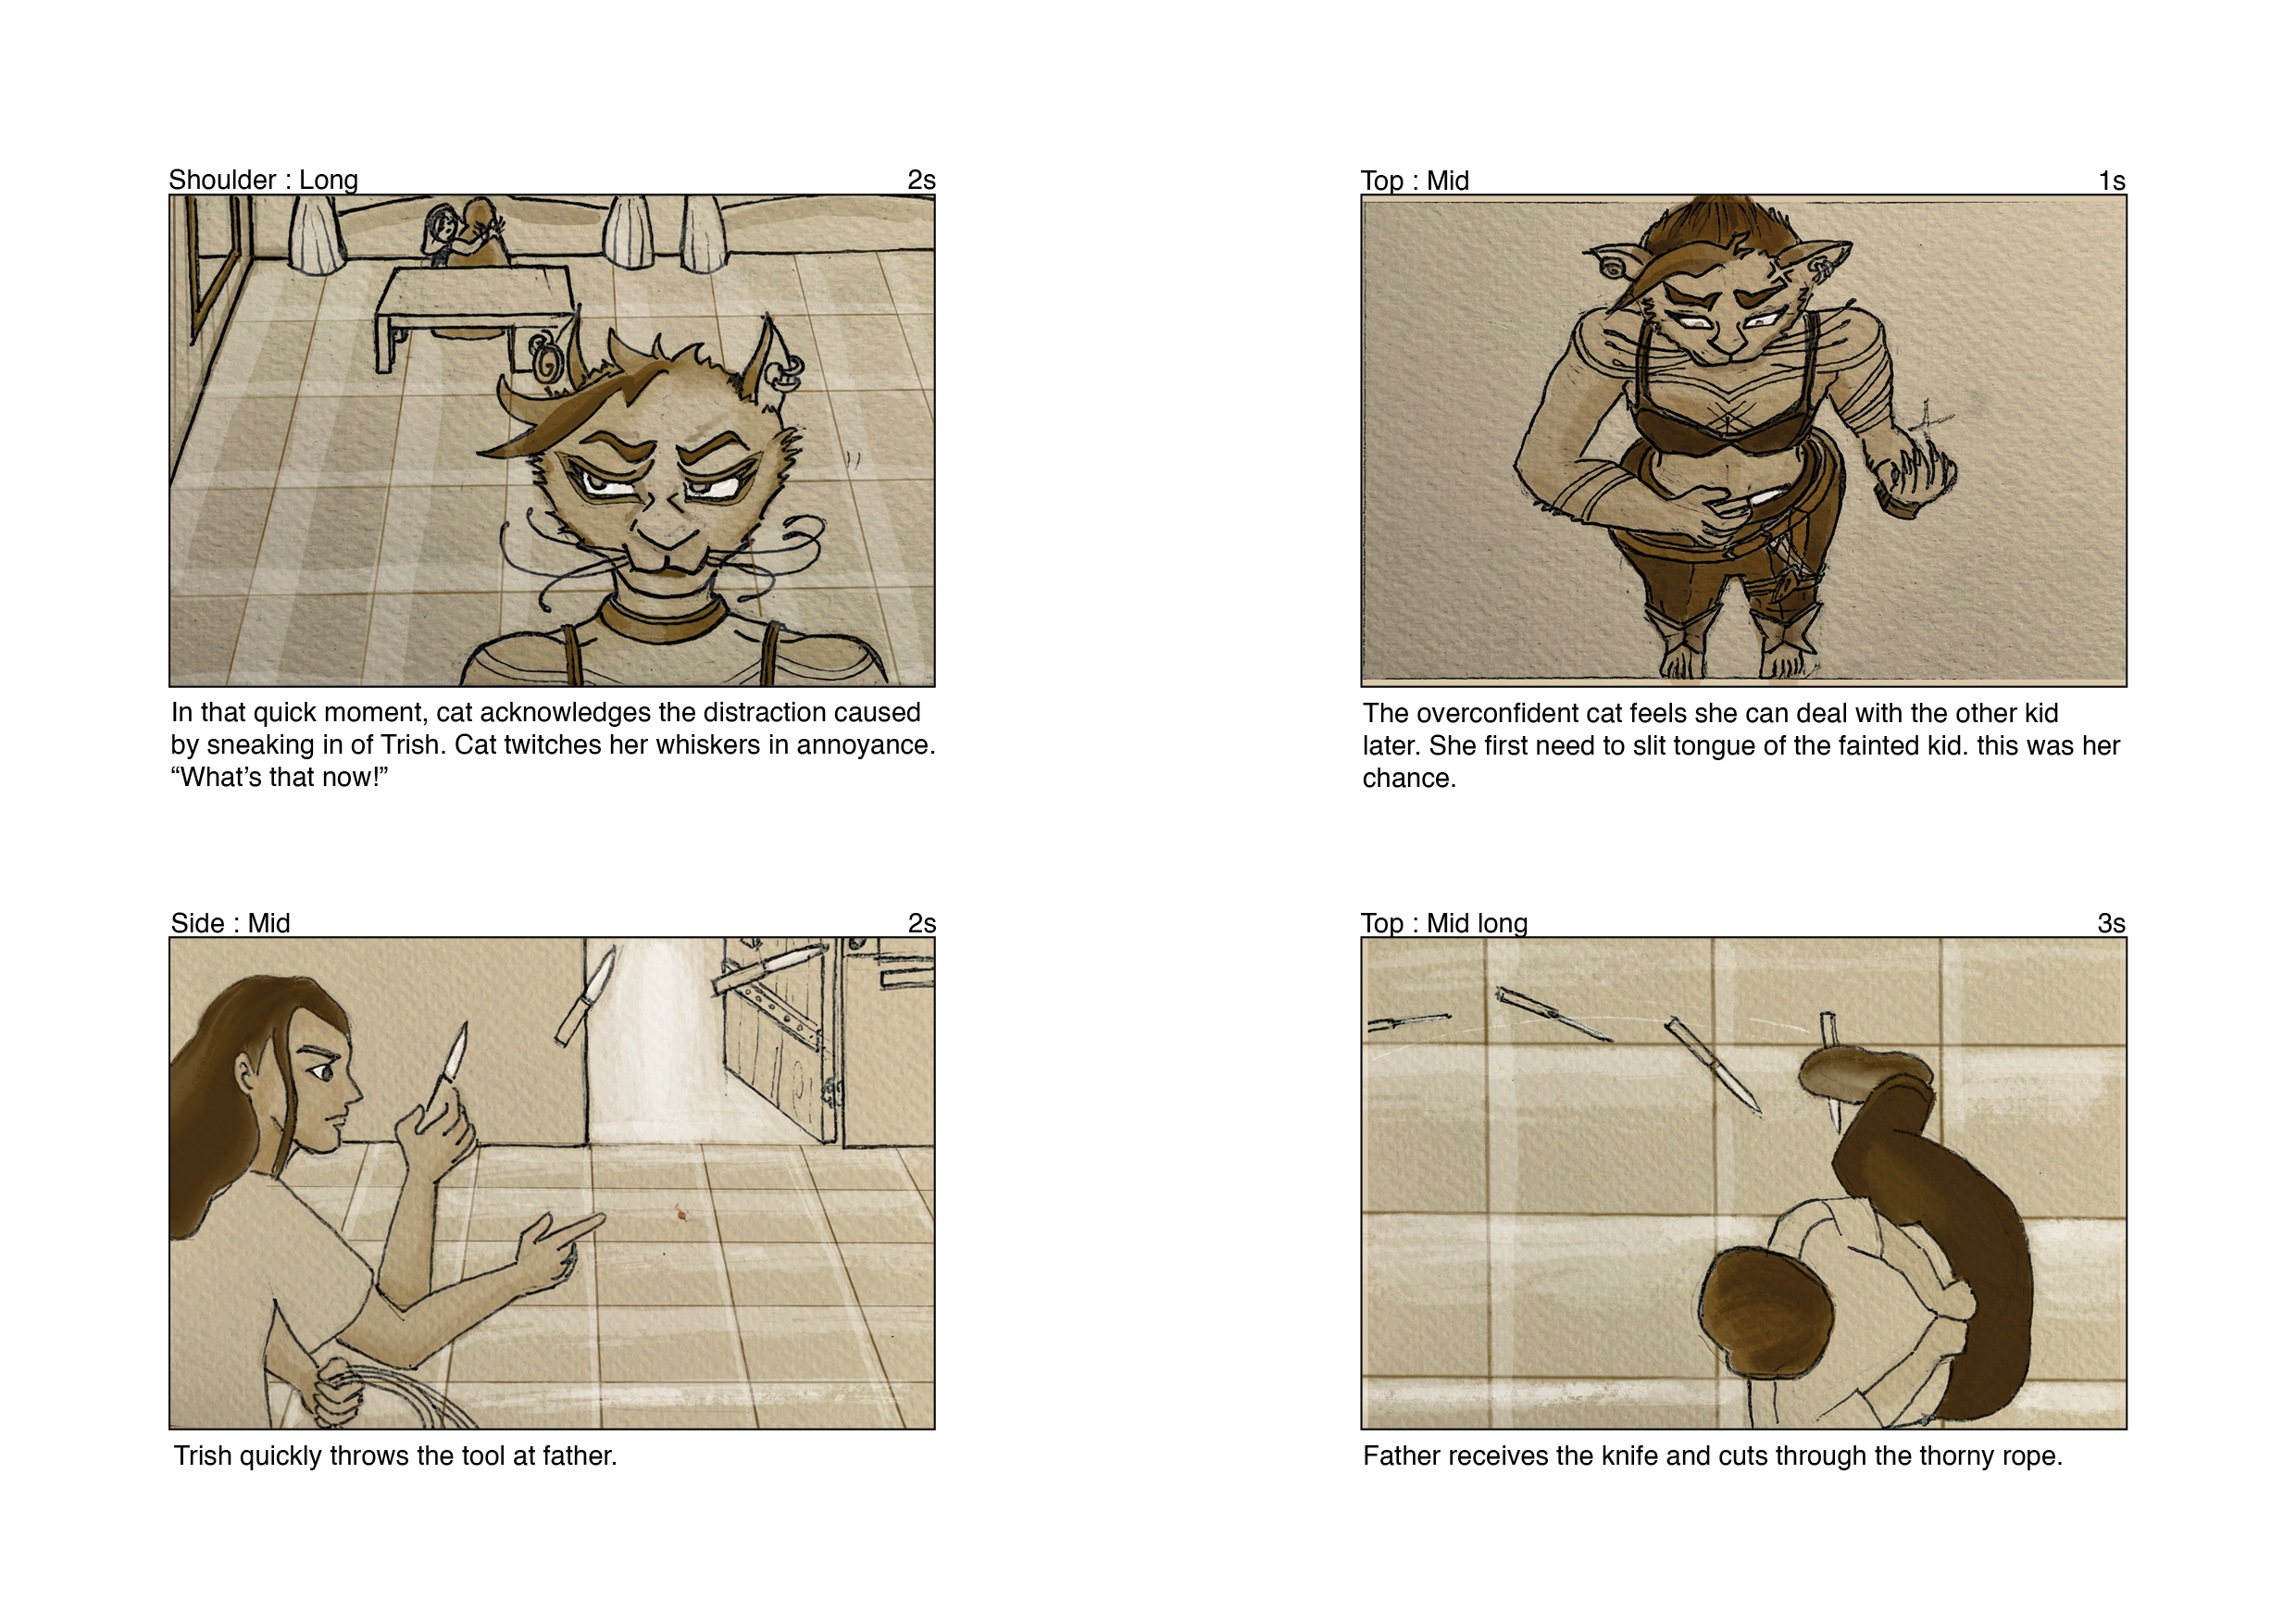 Shoulder : Long 2s
In that quick moment, cat acknowledges the distraction caused
by sneaking in of Trish. Cat twitches her whiskers in annoyance.
“What’s that now!”
Top : Mid 1s
The overconfident cat feels she can deal with the other kid
later. She first need to slit tongue of the fainted kid. this was her
chance.
Side : Mid 2s
Trish quickly throws the tool at father.
Top : Mid long 3s
Father receives the knife and cuts through the thorny rope.